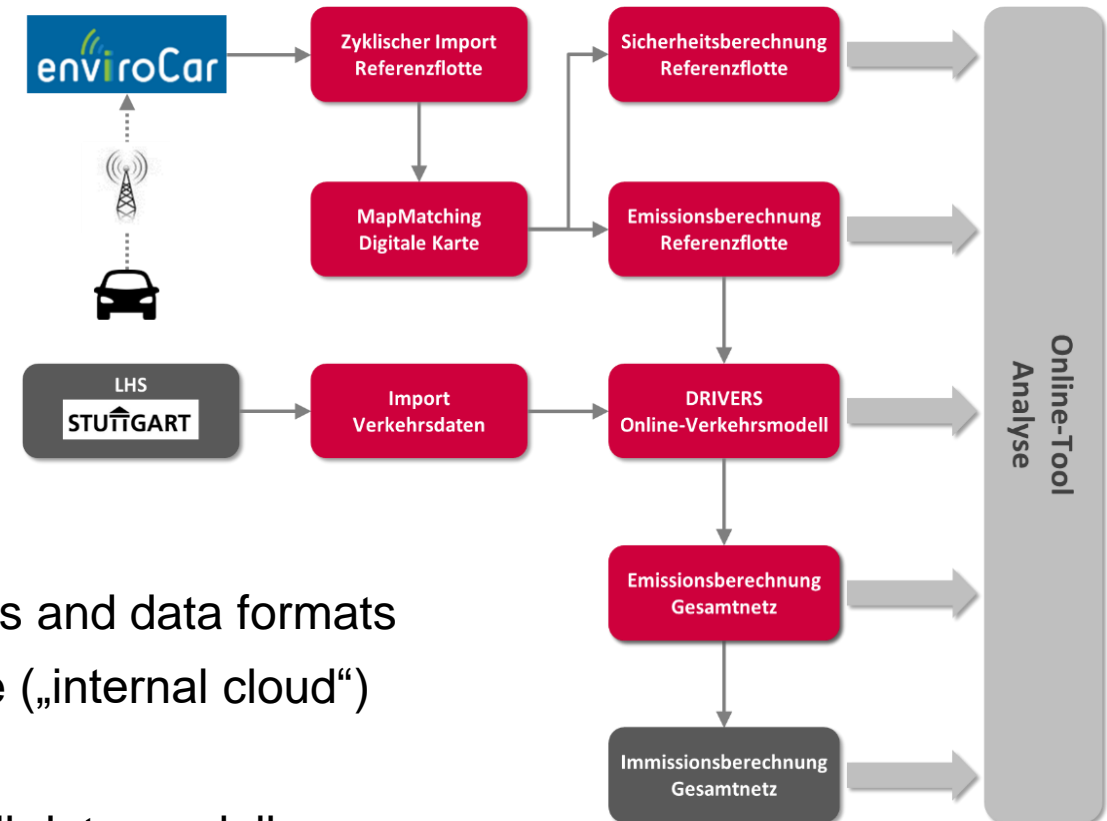 enviroCar
Zyklischer Import
Referenzflotte
Sicherheitsberechnung
Referenzflotte
MapMatching
Digitale Karte
Emissionsberechnung
Referenzflotte
LHS
STUTTGART
Import
Verkehrsdaten
DRIVERS
Online-Verkehrsmodell
Online-Tool
Analyse
Emissionsberechnung
Gesamtnetz
Immissionsberechnung
Gesamtnetz
s and data formats
e („internal cloud“)